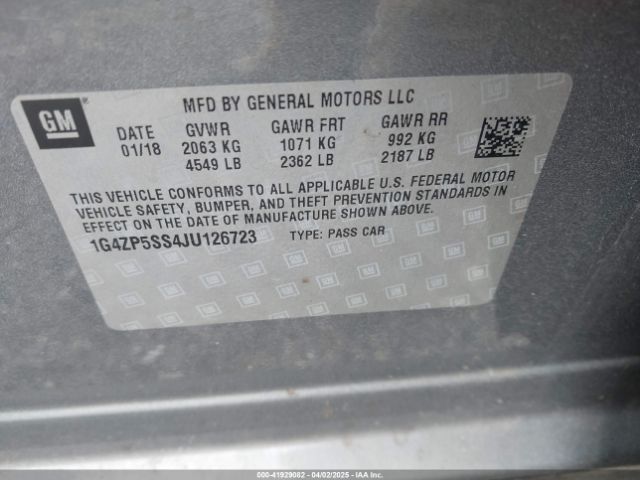 GM
MFD BY GENERAL MOTORS LLC
DATE GVWR GAWR FRT GAWR RR
01/18 2063 KG 1071 KG 992 KG
4549 LB 2362 LB 2187 LB
THIS VEHICLE CONFORMS TO ALL APPLICABLE U.S. FEDERAL MOTOR
VEHICLE SAFETY, BUMPER, AND THEFT PREVENTION STANDARDS IN
EFFECT ON THE DATE OF MANUFACTURE SHOWN ABOVE.
1G4ZP5SS4JU126723 TYPE: PASS CAR
000-41929082 04/02/2025 IAA Inc.